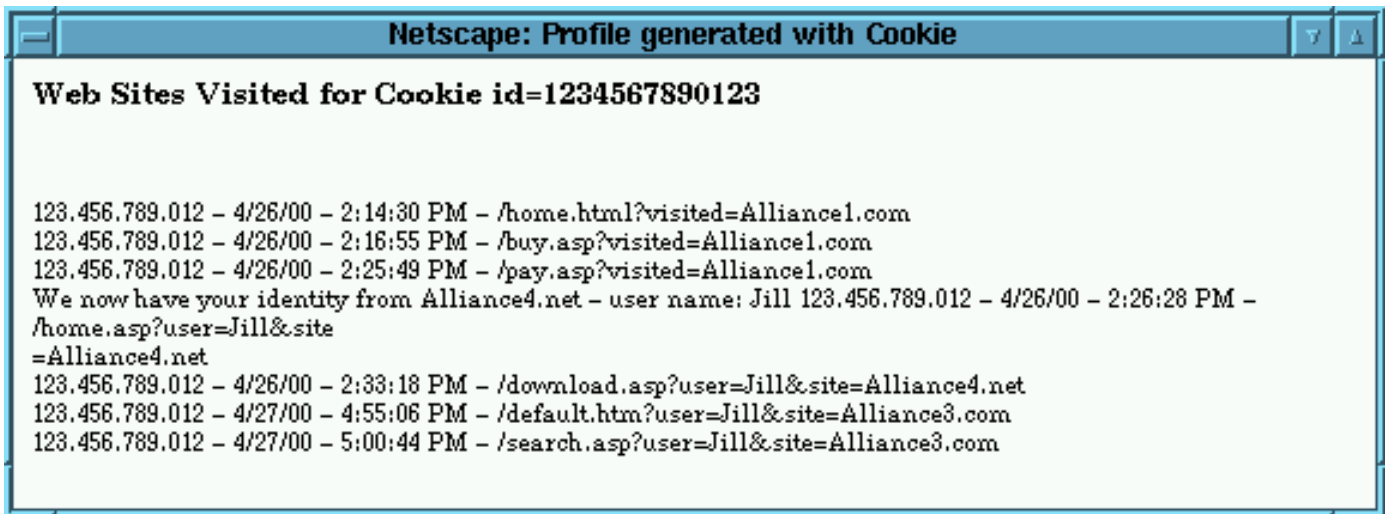 Netscape: Profile generated with Cookie
Web Sites Visited for Cookie id=1234567890123
123.456.789.012 – 4/26/00 – 2:14:30 PM – /home.html?visited=Alliance1.com
123.456.789.012 – 4/26/00 – 2:16:55 PM – /buy.asp?visited=Alliance1.com
123.456.789.012 – 4/26/00 – 2:25:49 PM – /pay.asp?visited=Alliance1.com
We now have your identity from Alliance4.net – user name: Jill 123.456.789.012 – 4/26/00 – 2:26:28 PM –
/home.asp?user=Jill&site
=Alliance4.net
123.456.789.012 – 4/26/00 – 2:33:18 PM – /download.asp?user=Jill&site=Alliance4.net
123.456.789.012 – 4/27/00 – 4:55:06 PM – /default.htm?user=Jill&site=Alliance3.com
123.456.789.012 – 4/27/00 – 5:00:44 PM – /search.asp?user=Jill&site=Alliance3.com